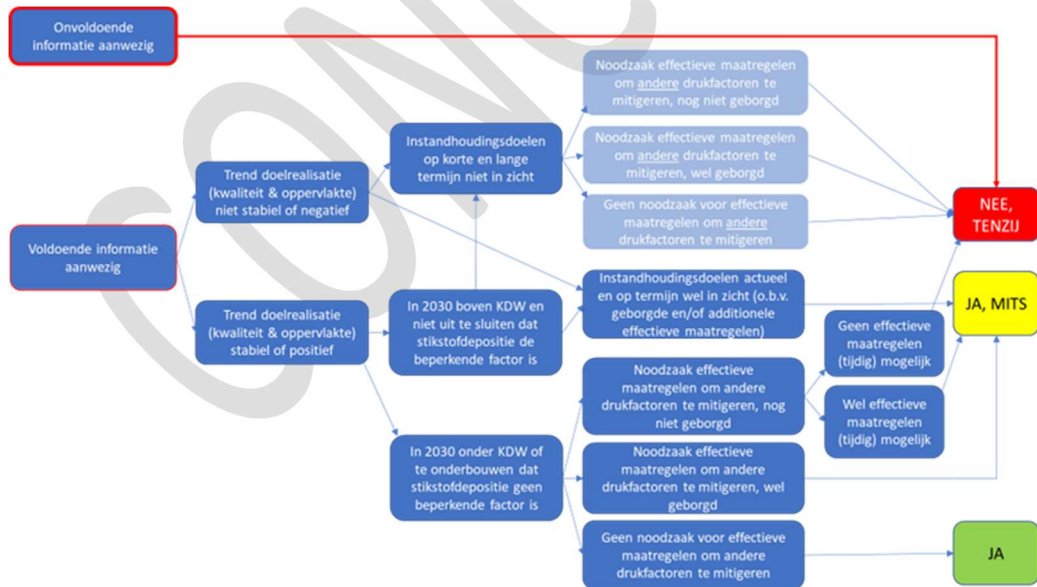 CONC
Onvoldoende
informatie aanwezig
Noodzaak effectieve maatregelen
om andere drukfactoren te
mitigeren, nog niet geborgd
Instandhoudingsdoelen
op korte en lange
termijn niet in zicht
Noodzaak effectieve maatregelen
om andere drukfactoren te
mitigeren, wel geborgd
Trend doelrealisatie
(kwaliteit & oppervlakte)
niet stabiel of negatief
Geen noodzaak voor effectieve
maatregelen om andere
drukfactoren te mitigeren
NEE,
TENZIJ
Voldoende informatie
aanwezig
Instandhoudingsdoelen actueel
en op termijn wel in zicht (o.b.v.
geborgde en/of additionele
effectieve maatregelen)
JA, MITS
Trend doelrealisatie
(kwaliteit & oppervlakte)
stabiel of positief
In 2030 boven KDW en
niet uit te sluiten dat
stikstofdepositie de
beperkende factor is
Geen effectieve
maatregelen
(tijdig) mogelijk
Noodzaak effectieve
maatregelen om andere
drukfactoren te mitigeren, nog
niet geborgd
Wel effectieve
maatregelen
(tijdig) mogelijk
In 2030 onder KDW of
te onderbouwen dat
stikstofdepositie geen
beperkende factor is
Noodzaak effectieve
maatregelen om andere
drukfactoren te mitigeren, wel
geborgd
Geen noodzaak voor effectieve
maatregelen om andere
drukfactoren te mitigeren
JA